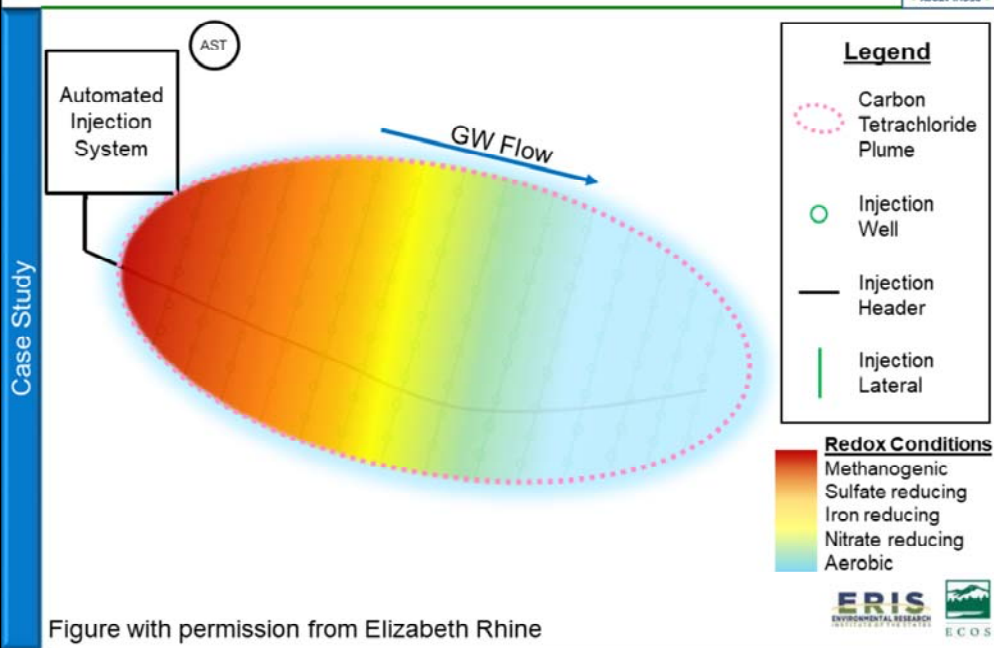 Case Study
AST
Automated
Injection
System
GW Flow
Legend
Carbon
Tetrachloride
Plume
Injection
Well
Injection
Header
Injection
Lateral
Redox Conditions
Methanogenic
Sulfate reducing
Iron reducing
Nitrate reducing
Aerobic
Figure with permission from Elizabeth Rhine
ERIS
ENVIRONMENTAL RESEARCH
INSTITUTE OF THE STATES
ECOS